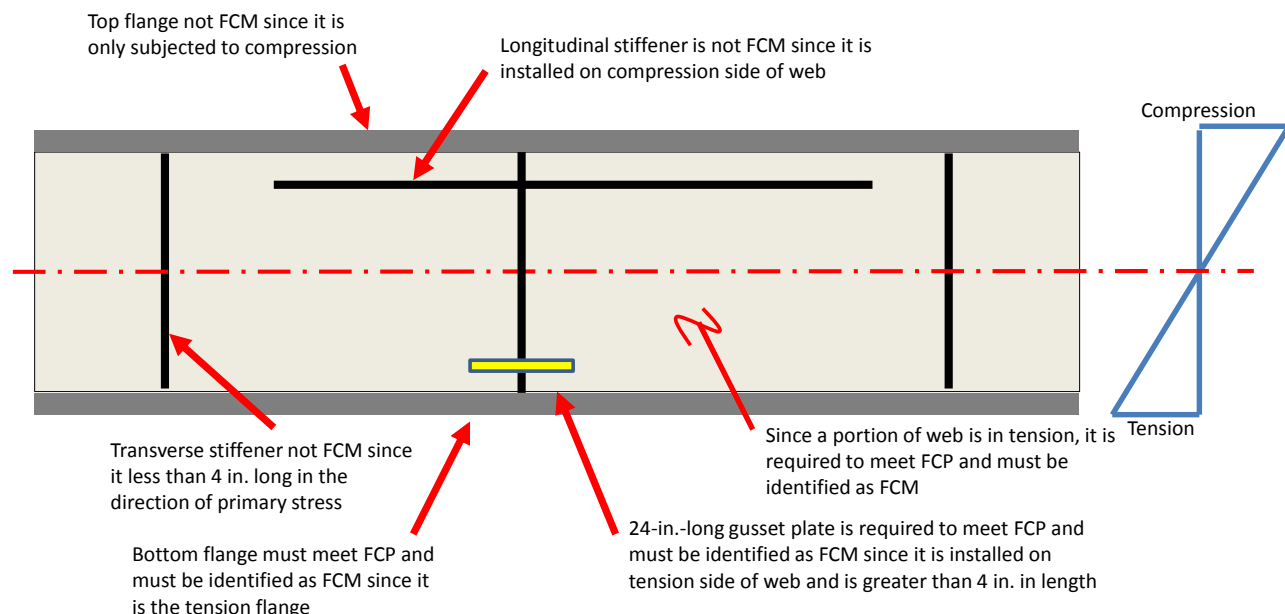 Top flange not FCM since it is
only subjected to compression
Longitudinal stiffener is not FCM since it is
installed on compression side of web
Compression
Tension
Transverse stiffener not FCM since
it less than 4 in. long in the
direction of primary stress
Since a portion of web is in tension, it is
required to meet FCP and must be
identified as FCM
Bottom flange must meet FCP and
must be identified as FCM since it
is the tension flange
24-in.-long gusset plate is required to meet FCP and
must be identified as FCM since it is installed on
tension side of web and is greater than 4 in. in length